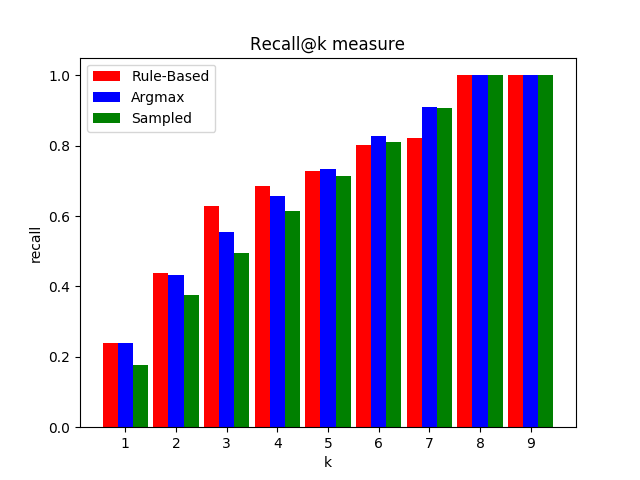 Recall@k measure
Rule-Based
Argmax
Sampled
1.0
0.8
0.6
0.4
0.2
0.0
recall
1 2 3 4 5 6 7 8 9
k